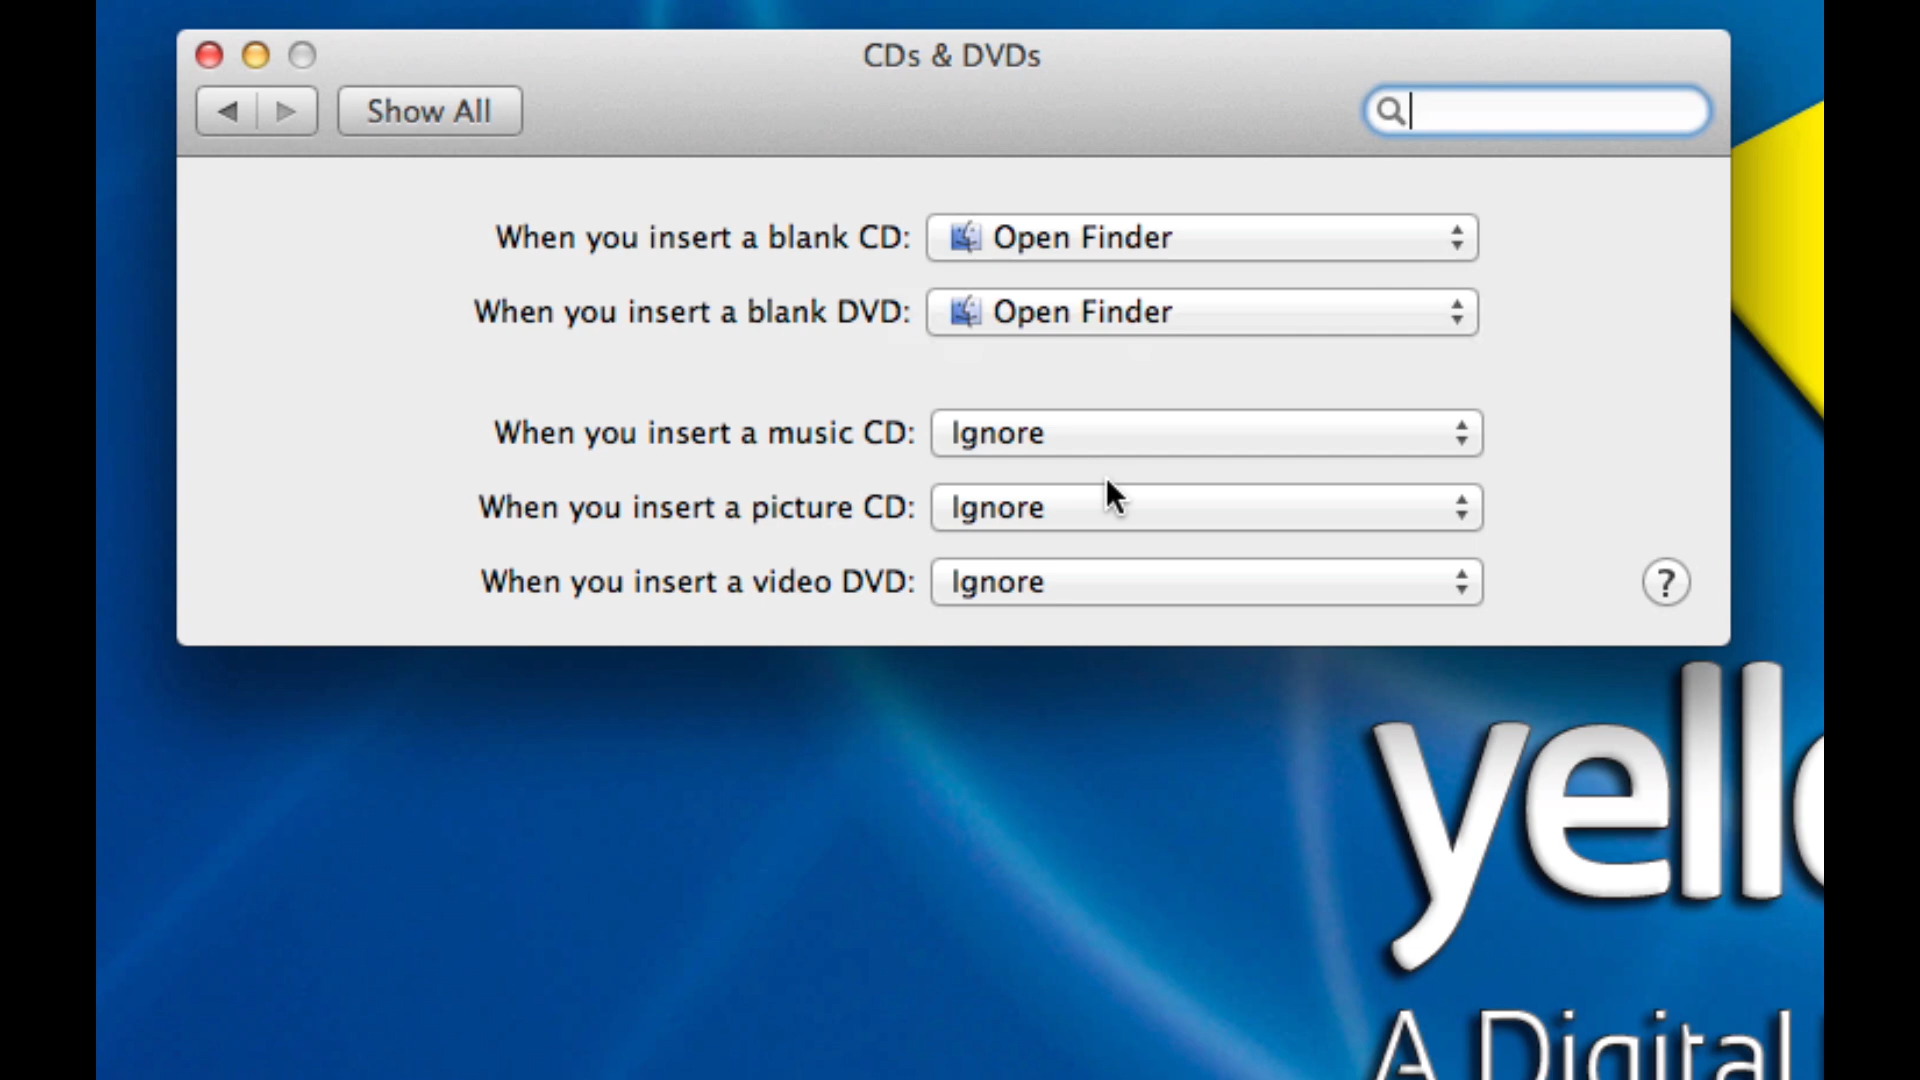 CDs & DVDs
Show All
When you insert a blank CD: Open Finder
When you insert a blank DVD: Open Finder
When you insert a music CD: Ignore
When you insert a picture CD: Ignore
When you insert a video DVD: Ignore
?
yello
A Digital